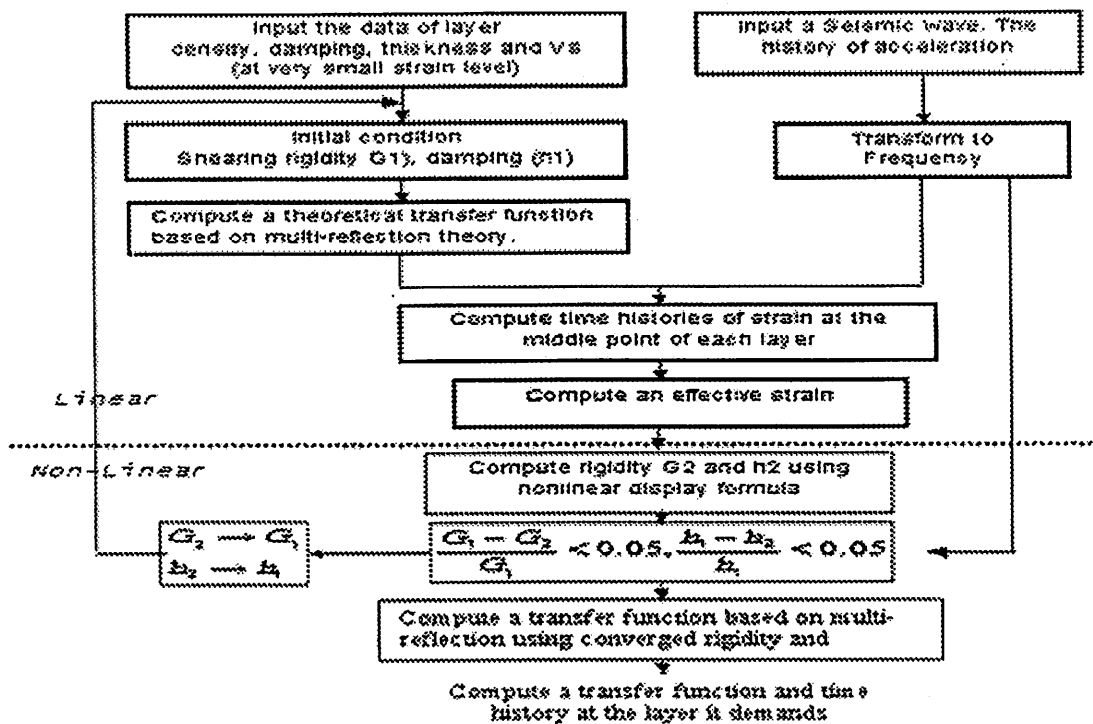 Input the data of layer
density, damping, thickness and Vs
(at very small strain level)
Input a Seismic wave. The
history of acceleration
Initial condition
Shearing rigidity G1), damping (h1)
Transform to
Frequency
Compute a theoretical transfer function
based on multi-reflection theory.
Compute time histories of strain at the
middle point of each layer
Compute an effective strain
Linear
Non-Linear
Compute rigidity G2 and h2 using
nonlinear display formula
G₂ → G₁
h₂ → h₁
(G₁ − G₂)/G₁ < 0.05, (h₁ − h₂)/h₁ < 0.05
Compute a transfer function based on multi-
reflection using converged rigidity and
Compute a transfer function and time
history at the layer it demands